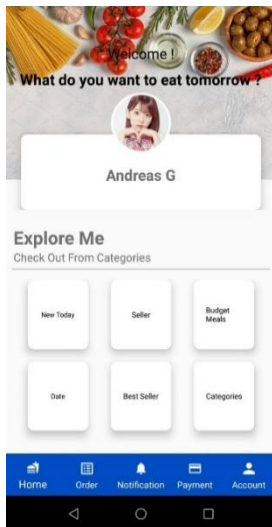 Welcome !
What do you want to eat tomorrow ?
Andreas G
Explore Me
Check Out From Categories
New Today
Seller
Budget
Meals
Date
Best Seller
Categories
Home
Order
Notification
Payment
Account